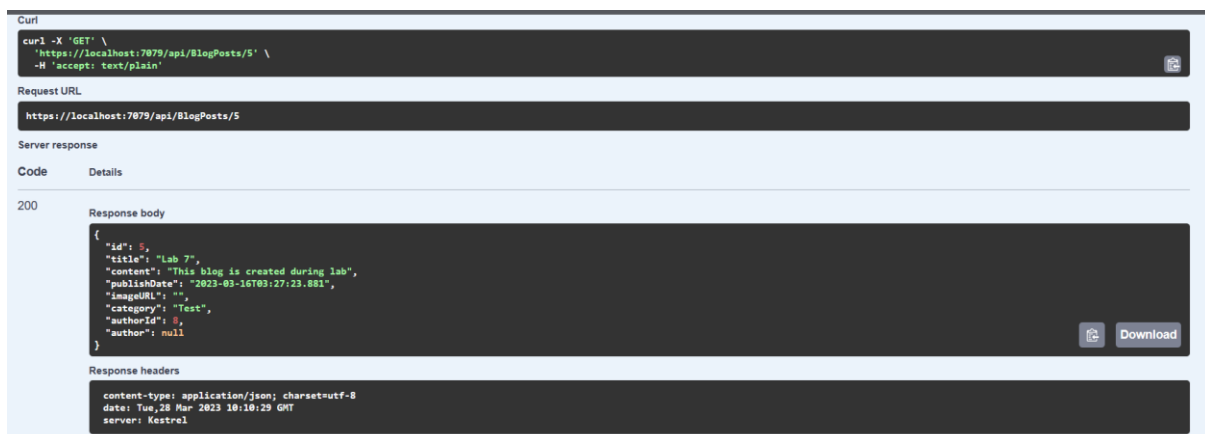 Curl
curl -X 'GET' \
  'https://localhost:7079/api/BlogPosts/5' \
  -H 'accept: text/plain'
Request URL
https://localhost:7079/api/BlogPosts/5
Server response
Code Details
200
Response body
{
  "id": 5,
  "title": "Lab 7",
  "content": "This blog is created during lab",
  "publishDate": "2023-03-16T03:27:23.881",
  "imageURL": "",
  "category": "Test",
  "authorId": 8,
  "author": null
}
Download
Response headers
content-type: application/json; charset=utf-8
date: Tue,28 Mar 2023 10:10:29 GMT
server: Kestrel